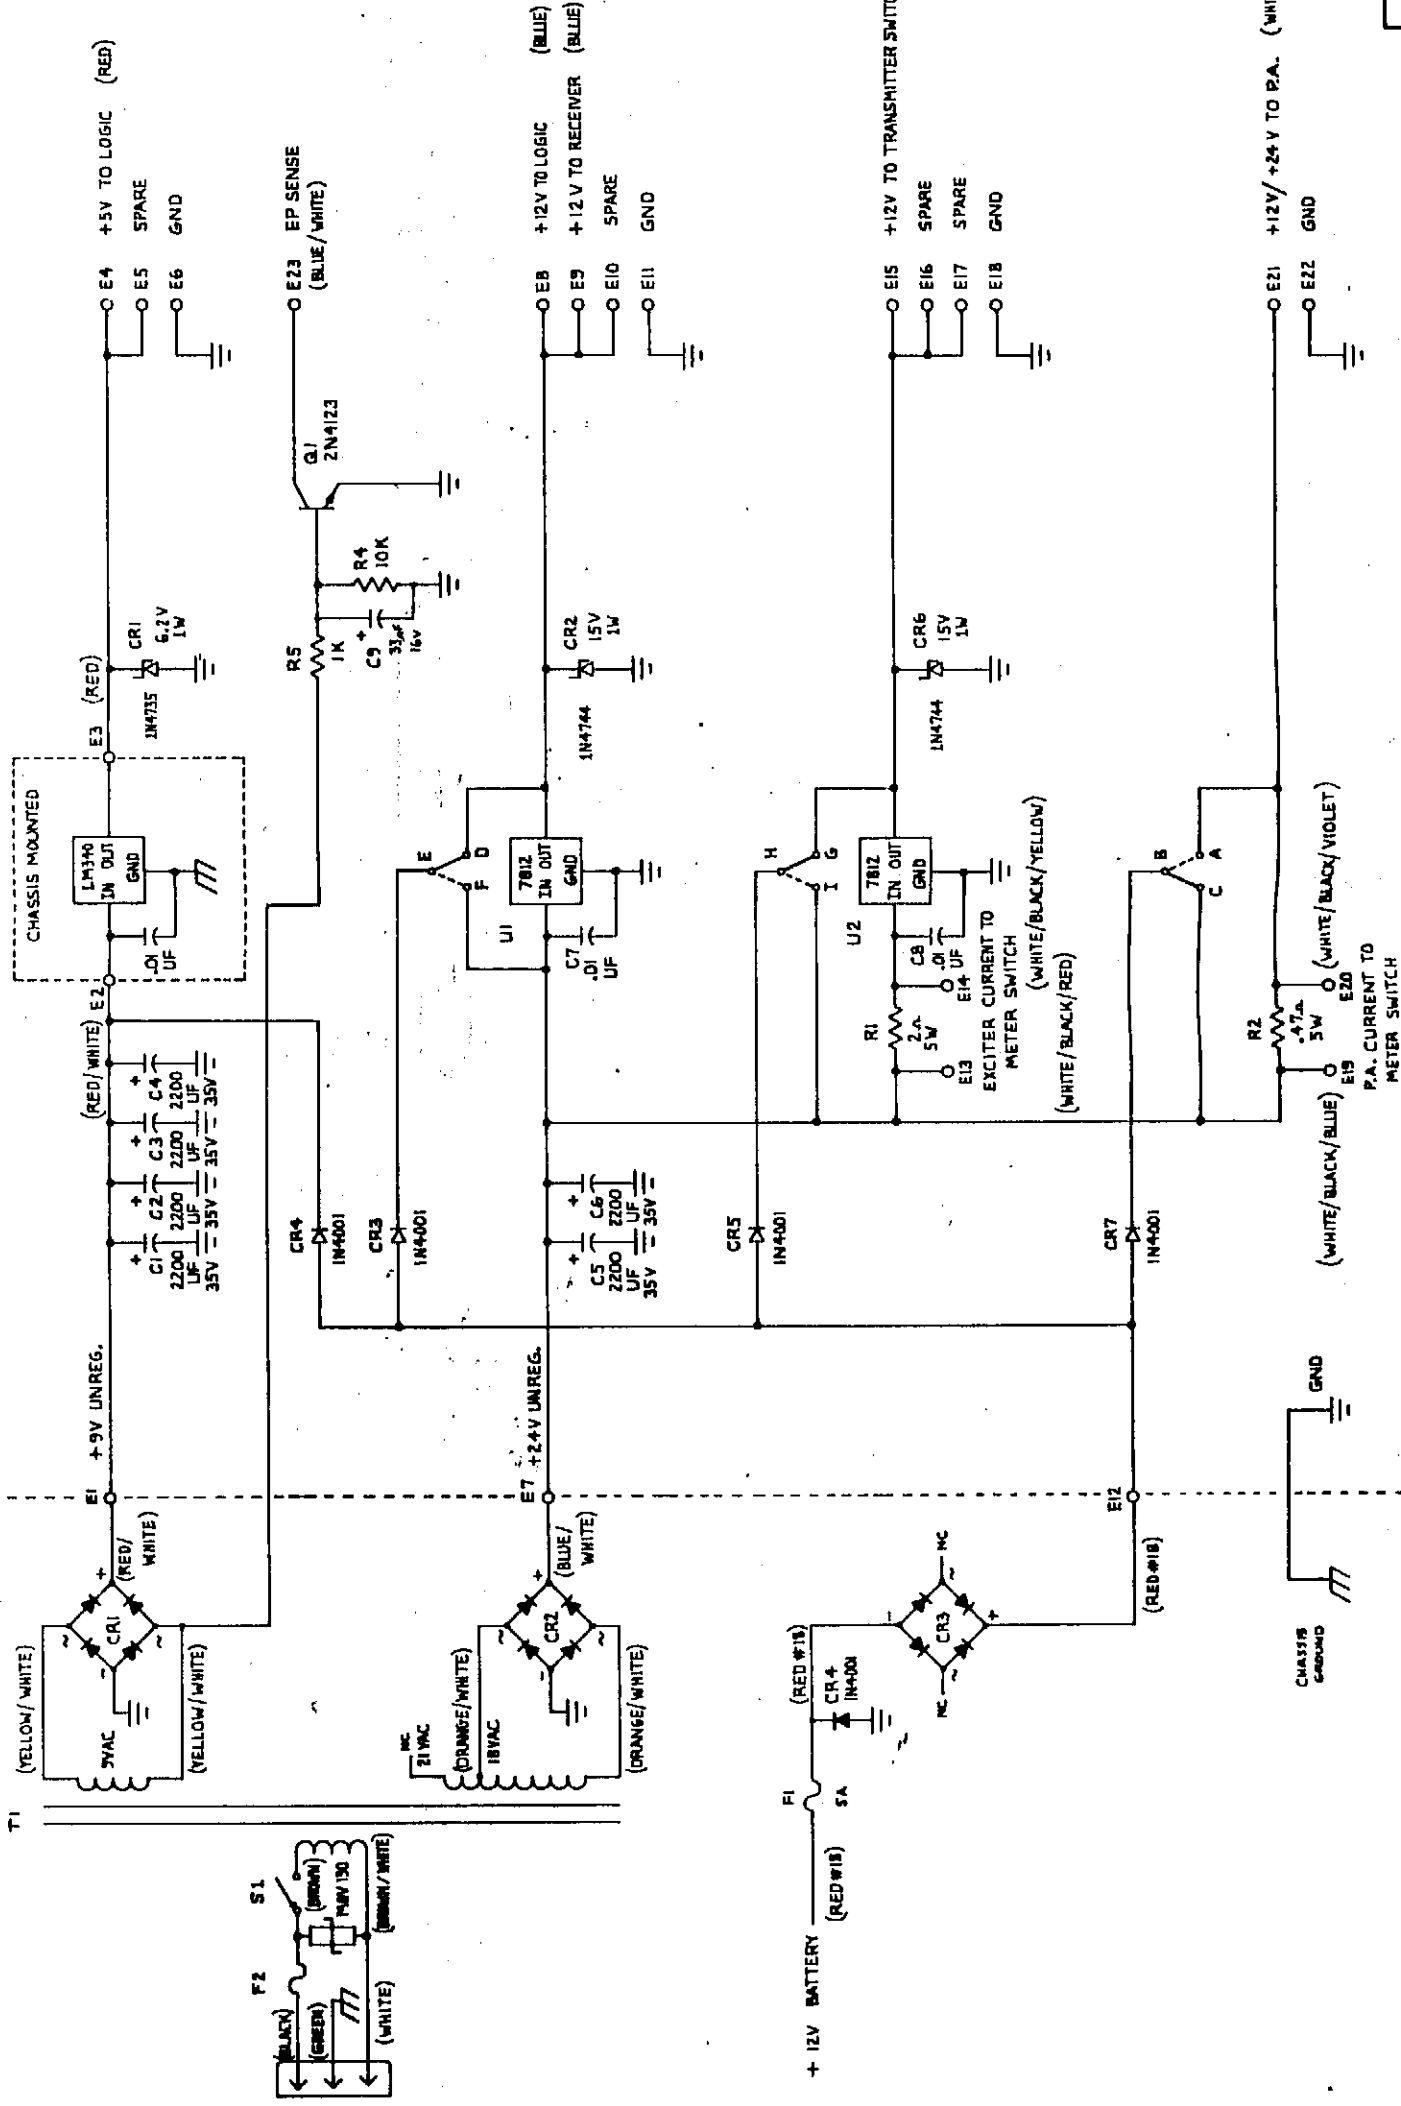 T1
(YELLOW/WHITE)
9VAC
(YELLOW/WHITE)
~
CR1
~
-
+
(RED/
WHITE)
E1
+9V UNREG.
+
C1
2200
UF
35V
+
C2
2200
UF
35V
+
C3
2200
UF
35V
+
C4
2200
UF
35V
(RED/WHITE)
E2
CHASSIS MOUNTED
.01
UF
LM340
IN OUT
GND
E3
(RED)
CR1
6.2V
1W
1N4735
E4 +5V TO LOGIC (RED)
E5 SPARE
E6 GND
R5
1K
C9
+
33µF
16V
R4
10K
Q1
2N4123
E23 EP SENSE
(BLUE/WHITE)
CR4
1N4001
CR3
1N4001
E
F
D
NC
21VAC
(ORANGE/WHITE)
18VAC
(ORANGE/WHITE)
~
CR2
~
-
+
(BLUE/
WHITE)
E7
+24V UNREG.
+
C5
2200
UF
35V
+
C6
2200
UF
35V
U1
C7
.01
UF
7812
IN OUT
GND
CR2
15V
1W
1N4744
E8 +12V TO LOGIC (BLUE)
E9 +12V TO RECEIVER (BLUE)
E10 SPARE
E11 GND
F2
S1
(BLACK)
(GREEN)
(WHITE)
(BROWN)
(BROWN/WHITE)
CR5
1N4001
H
I
G
U2
R1
2Ω
5W
C8
.01
UF
7812
IN OUT
GND
E13
E14
EXCITER CURRENT TO
METER SWITCH
(WHITE/BLACK/YELLOW)
(WHITE/BLACK/RED)
CR6
15V
1W
1N4744
E15 +12V TO TRANSMITTER
E16 SPARE
E17 SPARE
E18 GND
+12V BATTERY
(RED#18)
F1
5A
(RED#18)
CR4
1N4001
NC
~
CR3
~
NC
-
+
(RED#18)
E12
CR7
1N4001
B
C
A
R2
.47Ω
5W
E19
E20
(WHITE/BLACK/BLUE)
(WHITE/BLACK/VIOLET)
P.A. CURRENT TO
METER SWITCH
E21 +12V/+24V TO P.A.
E22 GND
CHASSIS
GROUND
GND